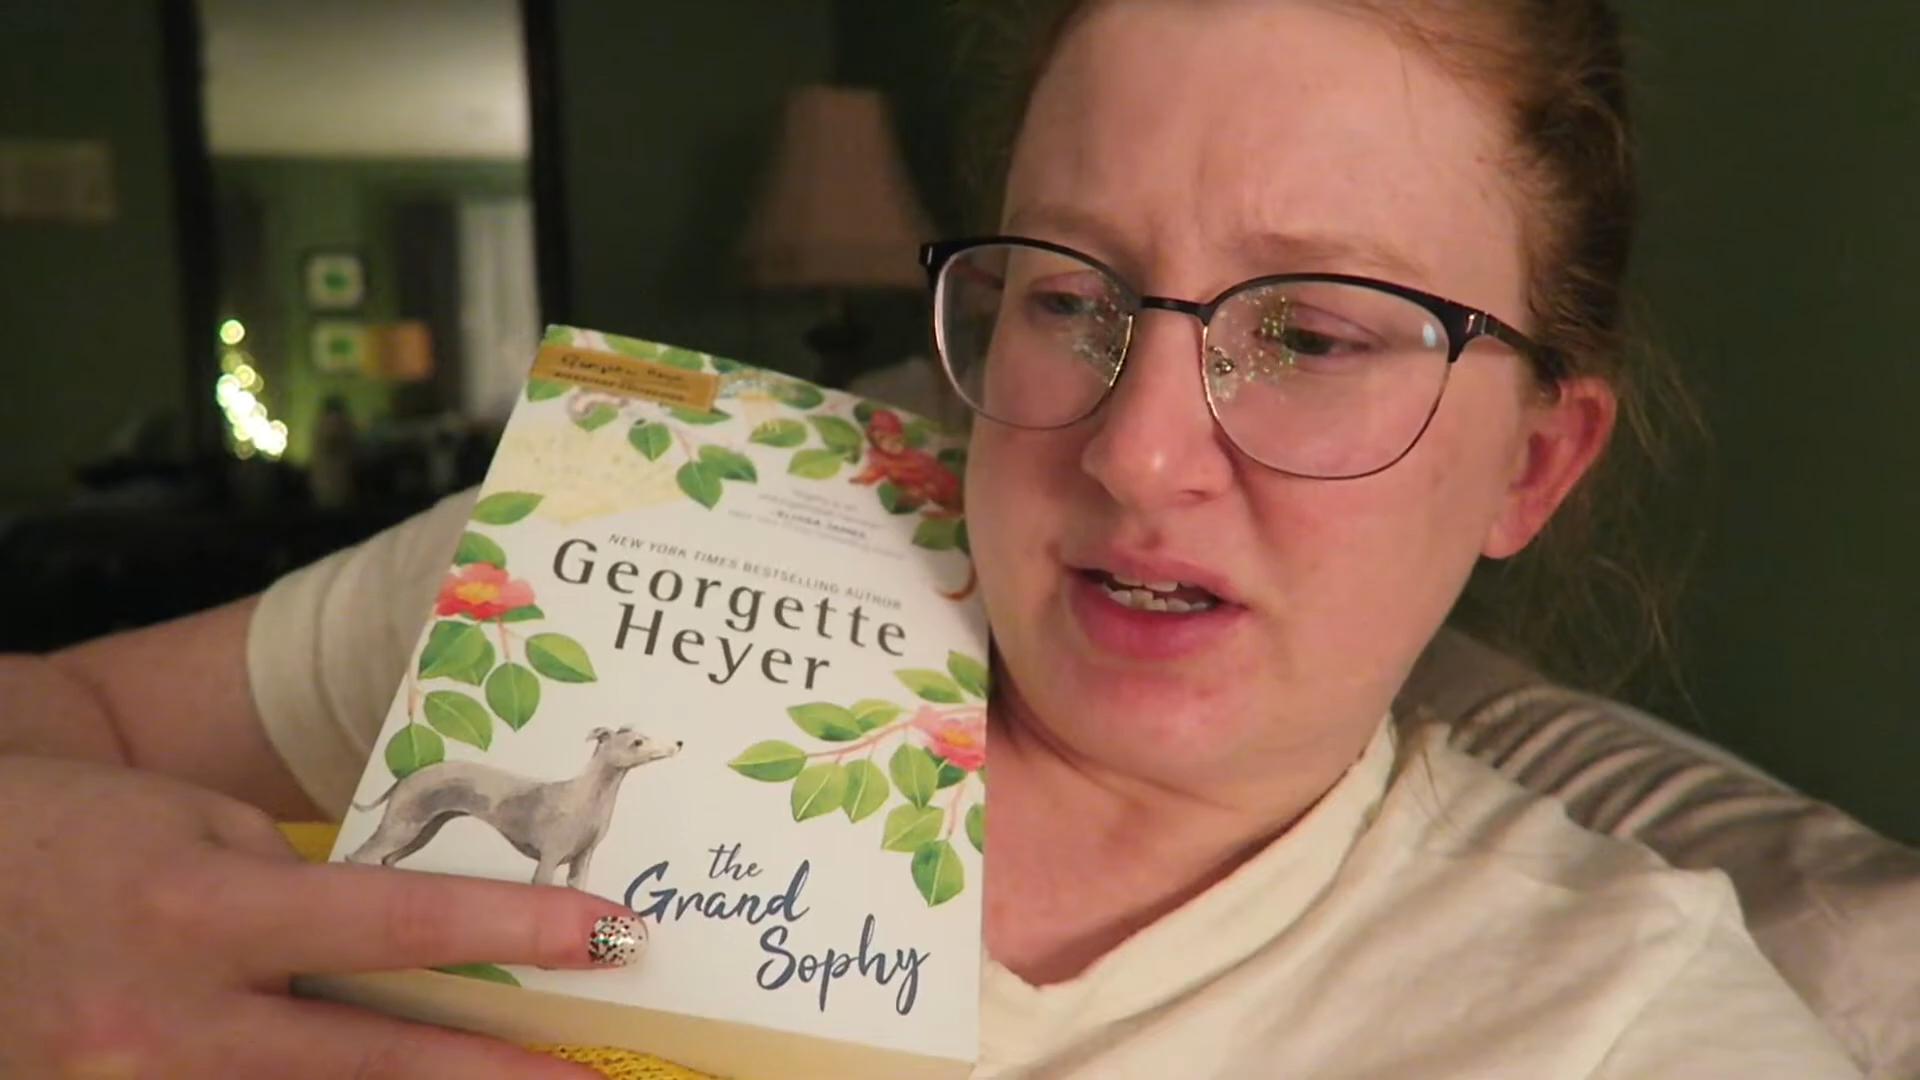 NEW YORK TIMES BESTSELLING AUTHOR
Georgette
Heyer
the
Grand
Sophy